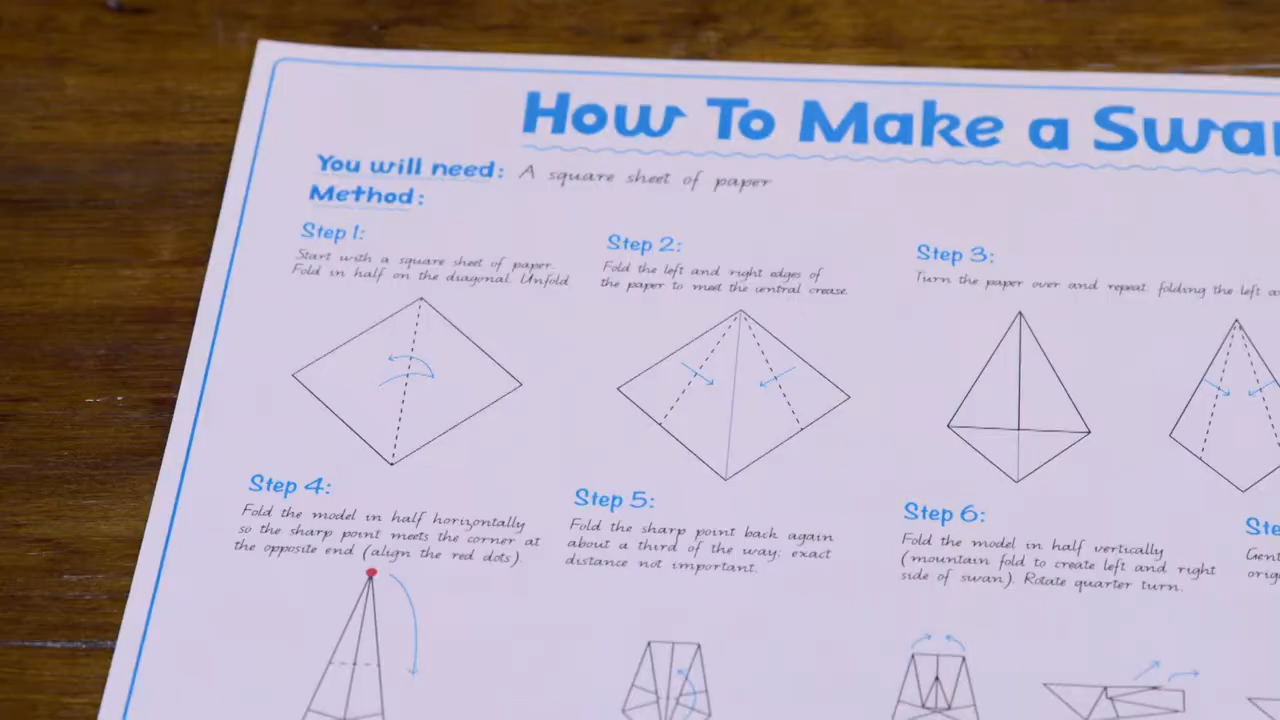 How To Make a Swa
You will need: A square sheet of paper
Method:
Step 1:
Start with a square sheet of paper.
Fold in half on the diagonal. Unfold
Step 2:
Fold the left and right edges of
the paper to meet the central crease.
Step 3:
Turn the paper over and repeat, folding the left a
Step 4:
Fold the model in half horizontally
so the sharp point meets the corner at
the opposite end (align the red dots).
Step 5:
Fold the sharp point back again
about a third of the way; exact
distance not important.
Step 6:
Fold the model in half vertically
(mountain fold to create left and right
side of swan). Rotate quarter turn.
Ste
Gent
orig